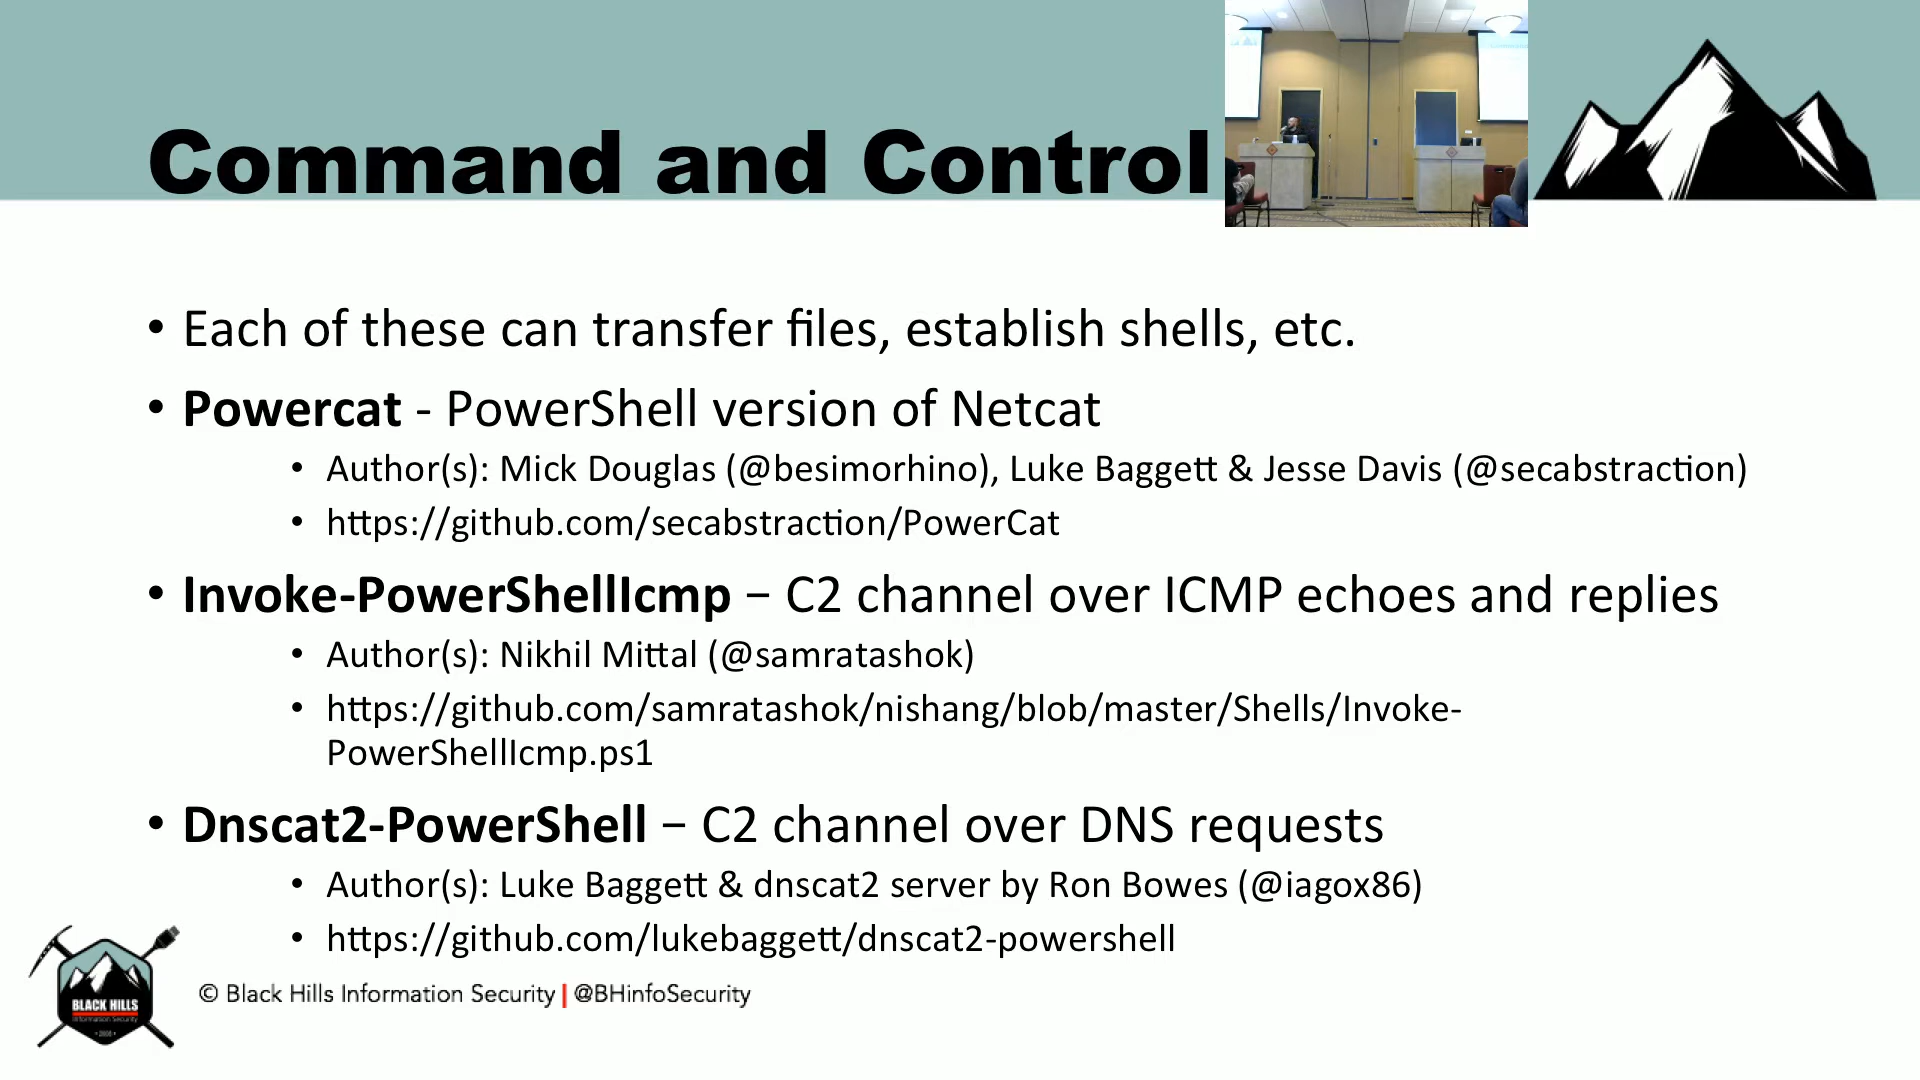 Command and Control
• Each of these can transfer files, establish shells, etc.
• Powercat - PowerShell version of Netcat
• Author(s): Mick Douglas (@besimorhino), Luke Baggett & Jesse Davis (@secabstraction)
• https://github.com/secabstraction/PowerCat
• Invoke-PowerShellIcmp – C2 channel over ICMP echoes and replies
• Author(s): Nikhil Mittal (@samratashok)
• https://github.com/samratashok/nishang/blob/master/Shells/Invoke-
PowerShellIcmp.ps1
• Dnscat2-PowerShell – C2 channel over DNS requests
• Author(s): Luke Baggett & dnscat2 server by Ron Bowes (@iagox86)
• https://github.com/lukebaggett/dnscat2-powershell
BLACK HILLS
Information Security
• 2008 •
© Black Hills Information Security | @BHinfoSecurity